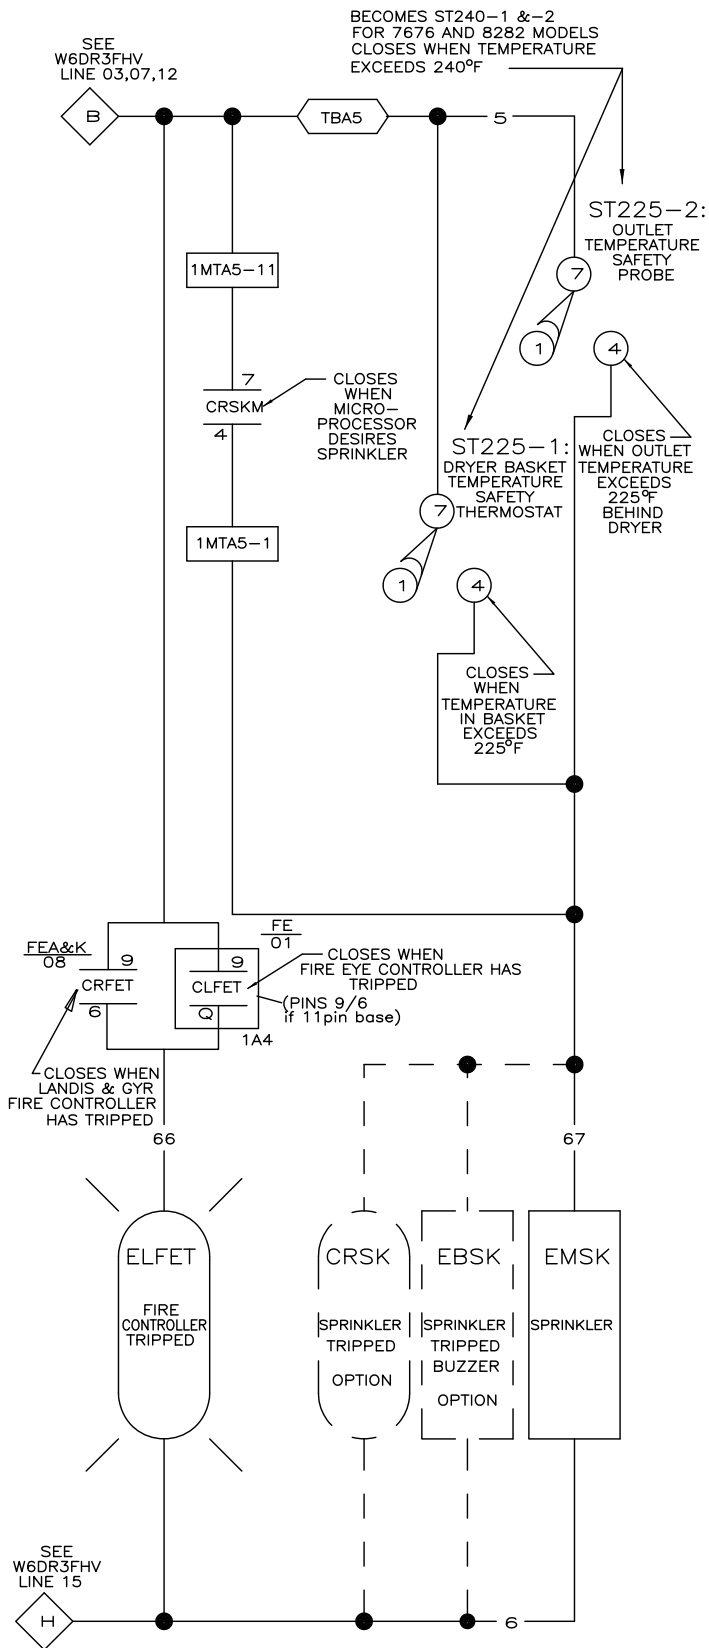 BECOMES ST240-1 &-2
FOR 7676 AND 8282 MODELS
CLOSES WHEN TEMPERATURE
EXCEEDS 240°F
SEE
W6DR3FHV
LINE 03,07,12
B
TBA5
5
ST225-2:
OUTLET
TEMPERATURE
SAFETY
PROBE
7
1
4
1MTA5-11
7
CRSKM
4
CLOSES
WHEN
MICRO-
PROCESSOR
DESIRES
SPRINKLER
1MTA5-1
ST225-1:
DRYER BASKET
TEMPERATURE
SAFETY
THERMOSTAT
7
1
4
CLOSES
WHEN OUTLET
TEMPERATURE
EXCEEDS
225°F
BEHIND
DRYER
CLOSES
WHEN
TEMPERATURE
IN BASKET
EXCEEDS
225°F
FEA&K
08
9
CRFET
6
FE
01
9
CLFET
Q
1A4
CLOSES WHEN
FIRE EYE CONTROLLER HAS
TRIPPED
(PINS 9/6
if 11pin base)
CLOSES WHEN
LANDIS & GYR
FIRE CONTROLLER
HAS TRIPPED
66
67
ELFET
FIRE
CONTROLLER
TRIPPED
CRSK
SPRINKLER
TRIPPED
OPTION
EBSK
SPRINKLER
TRIPPED
BUZZER
OPTION
EMSK
SPRINKLER
SEE
W6DR3FHV
LINE 15
H
6